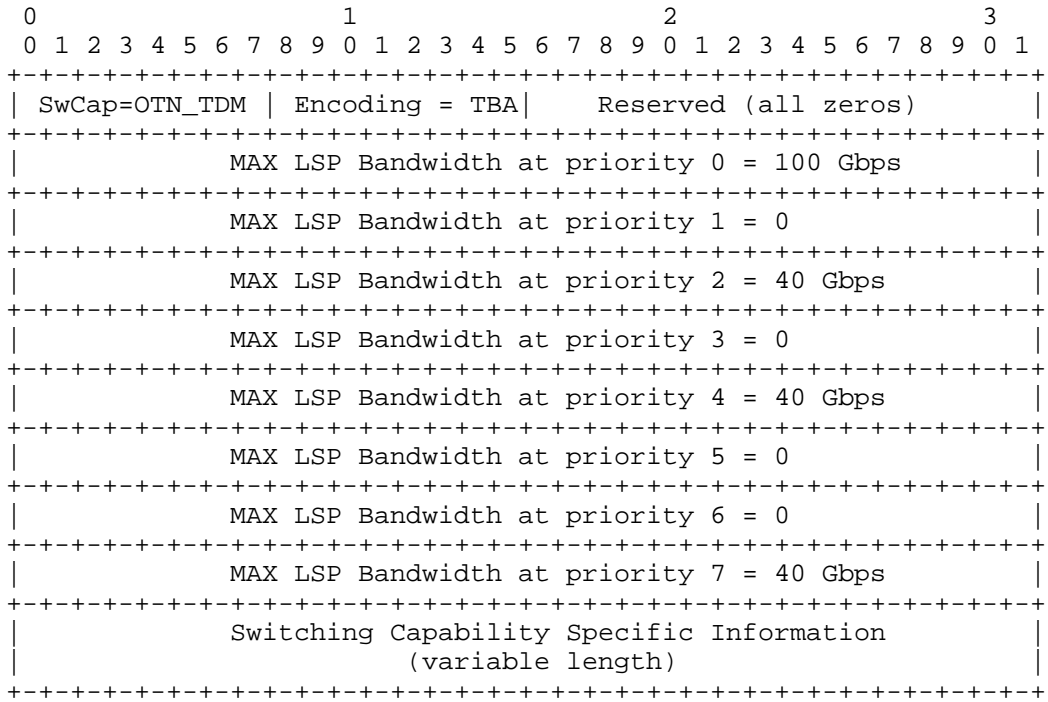 0                   1                   2                   3
 0 1 2 3 4 5 6 7 8 9 0 1 2 3 4 5 6 7 8 9 0 1 2 3 4 5 6 7 8 9 0 1
+-+-+-+-+-+-+-+-+-+-+-+-+-+-+-+-+-+-+-+-+-+-+-+-+-+-+-+-+-+-+-+-+
| SwCap=OTN_TDM | Encoding = TBA|    Reserved (all zeros)       |
+-+-+-+-+-+-+-+-+-+-+-+-+-+-+-+-+-+-+-+-+-+-+-+-+-+-+-+-+-+-+-+-+
|             MAX LSP Bandwidth at priority 0 = 100 Gbps        |
+-+-+-+-+-+-+-+-+-+-+-+-+-+-+-+-+-+-+-+-+-+-+-+-+-+-+-+-+-+-+-+-+
|             MAX LSP Bandwidth at priority 1 = 0               |
+-+-+-+-+-+-+-+-+-+-+-+-+-+-+-+-+-+-+-+-+-+-+-+-+-+-+-+-+-+-+-+-+
|             MAX LSP Bandwidth at priority 2 = 40 Gbps         |
+-+-+-+-+-+-+-+-+-+-+-+-+-+-+-+-+-+-+-+-+-+-+-+-+-+-+-+-+-+-+-+-+
|             MAX LSP Bandwidth at priority 3 = 0               |
+-+-+-+-+-+-+-+-+-+-+-+-+-+-+-+-+-+-+-+-+-+-+-+-+-+-+-+-+-+-+-+-+
|             MAX LSP Bandwidth at priority 4 = 40 Gbps         |
+-+-+-+-+-+-+-+-+-+-+-+-+-+-+-+-+-+-+-+-+-+-+-+-+-+-+-+-+-+-+-+-+
|             MAX LSP Bandwidth at priority 5 = 0               |
+-+-+-+-+-+-+-+-+-+-+-+-+-+-+-+-+-+-+-+-+-+-+-+-+-+-+-+-+-+-+-+-+
|             MAX LSP Bandwidth at priority 6 = 0               |
+-+-+-+-+-+-+-+-+-+-+-+-+-+-+-+-+-+-+-+-+-+-+-+-+-+-+-+-+-+-+-+-+
|             MAX LSP Bandwidth at priority 7 = 40 Gbps         |
+-+-+-+-+-+-+-+-+-+-+-+-+-+-+-+-+-+-+-+-+-+-+-+-+-+-+-+-+-+-+-+-+
|             Switching Capability Specific Information         |
|                        (variable length)                      |
+-+-+-+-+-+-+-+-+-+-+-+-+-+-+-+-+-+-+-+-+-+-+-+-+-+-+-+-+-+-+-+-+